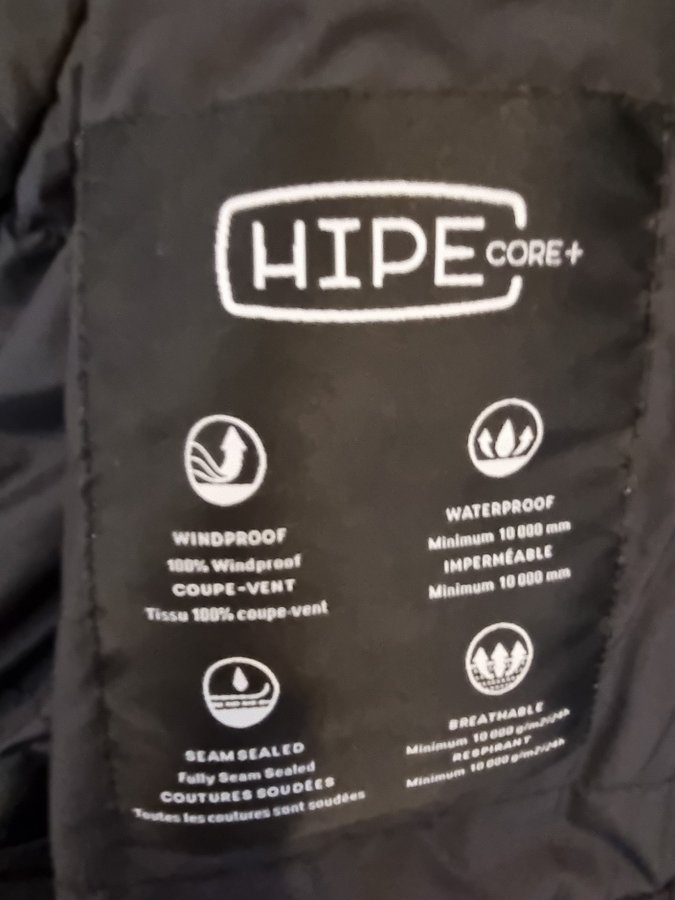 HIPE CORE+
WINDPROOF
100% Windproof
COUPE-VENT
Tissu 100% coupe-vent
WATERPROOF
Minimum 10 000 mm
IMPERMÉABLE
Minimum 10 000 mm
SEAM SEALED
Fully Seam Sealed
COUTURES SOUDÉES
Toutes les coutures sont soudées
BREATHABLE
Minimum 10 000 g/m2/24h
RESPIRANT
Minimum 10 000 g/m2/24h